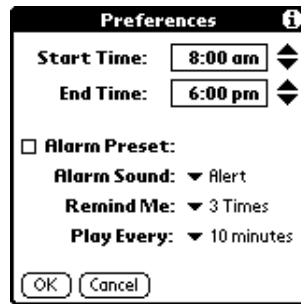 Preferences
Start Time: 8:00 am
End Time: 6:00 pm
Alarm Preset:
Alarm Sound: Alert
Remind Me: 3 Times
Play Every: 10 minutes
OK Cancel